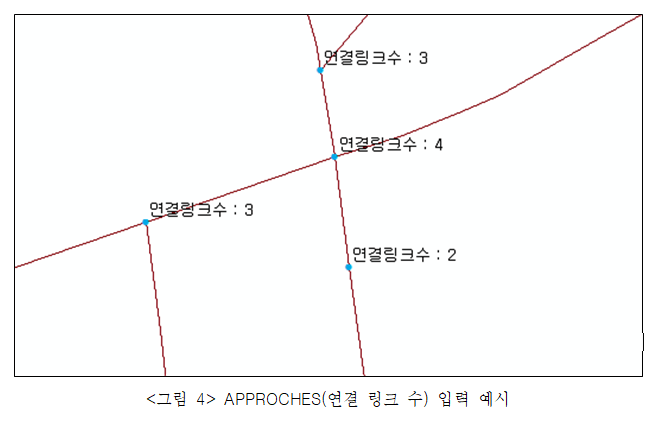 연결링크수 : 3
연결링크수 : 4
연결링크수 : 3
연결링크수 : 2
<그림 4> APPROCHES(연결 링크 수) 입력 예시